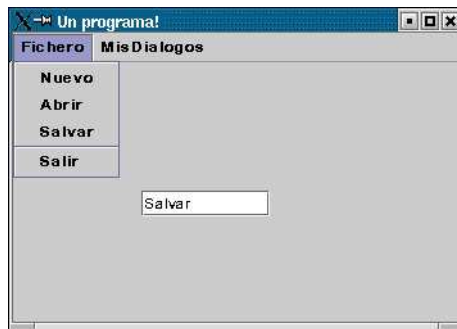 Un programa!
Fichero MisDialogos
Nuevo
Abrir
Salvar
Salir
Salvar